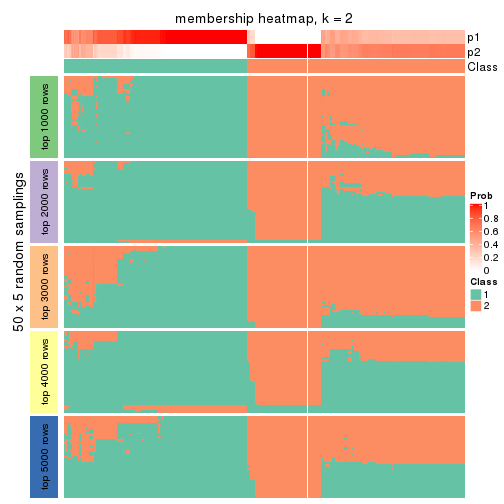 membership heatmap, k = 2
p1
p2
Class
50 x 5 random samplings
top 1000 rows
top 2000 rows
top 3000 rows
top 4000 rows
top 5000 rows
Prob
1
0.8
0.6
0.4
0.2
0
Class
1
2